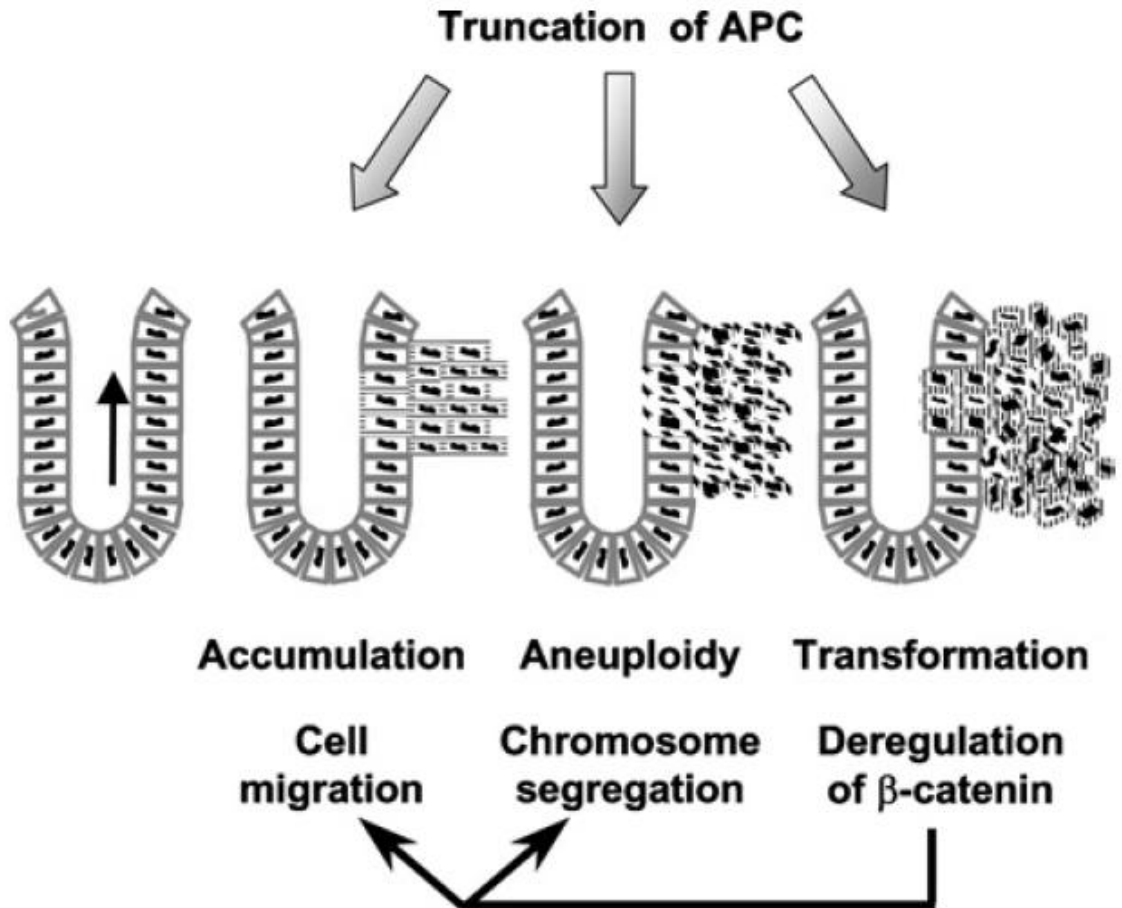 Truncation of APC
Accumulation Aneuploidy Transformation
Cell Chromosome Deregulation
migration segregation of β-catenin